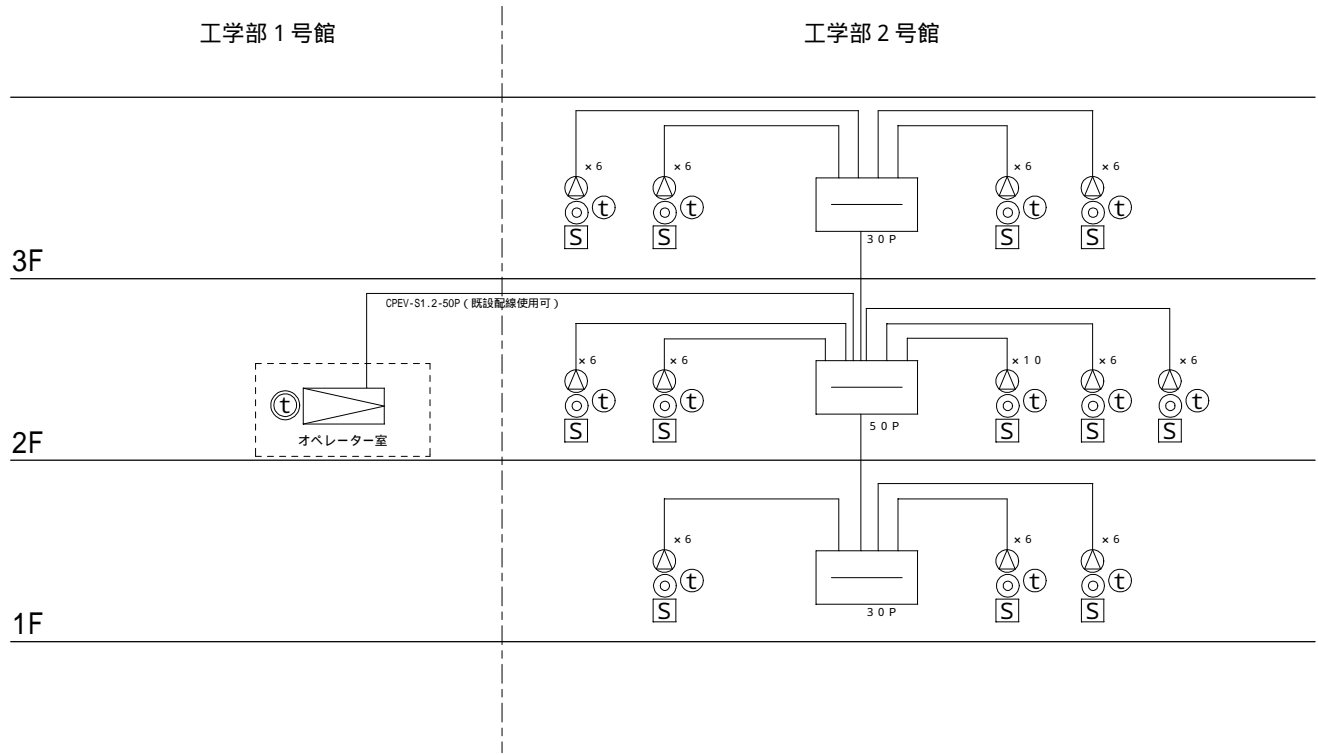 工学部１号館
工学部２号館
×６ ×６ ×６ ×６
t t t t
S S S S
３０Ｐ
3F
CPEV-S1.2-50P（既設配線使用可）
×６ ×６ ×１０ ×６ ×６
t t t t t t
S S S S S
５０Ｐ
オペレーター室
2F
×６ ×６ ×６
t t t
S S S
３０Ｐ
1F